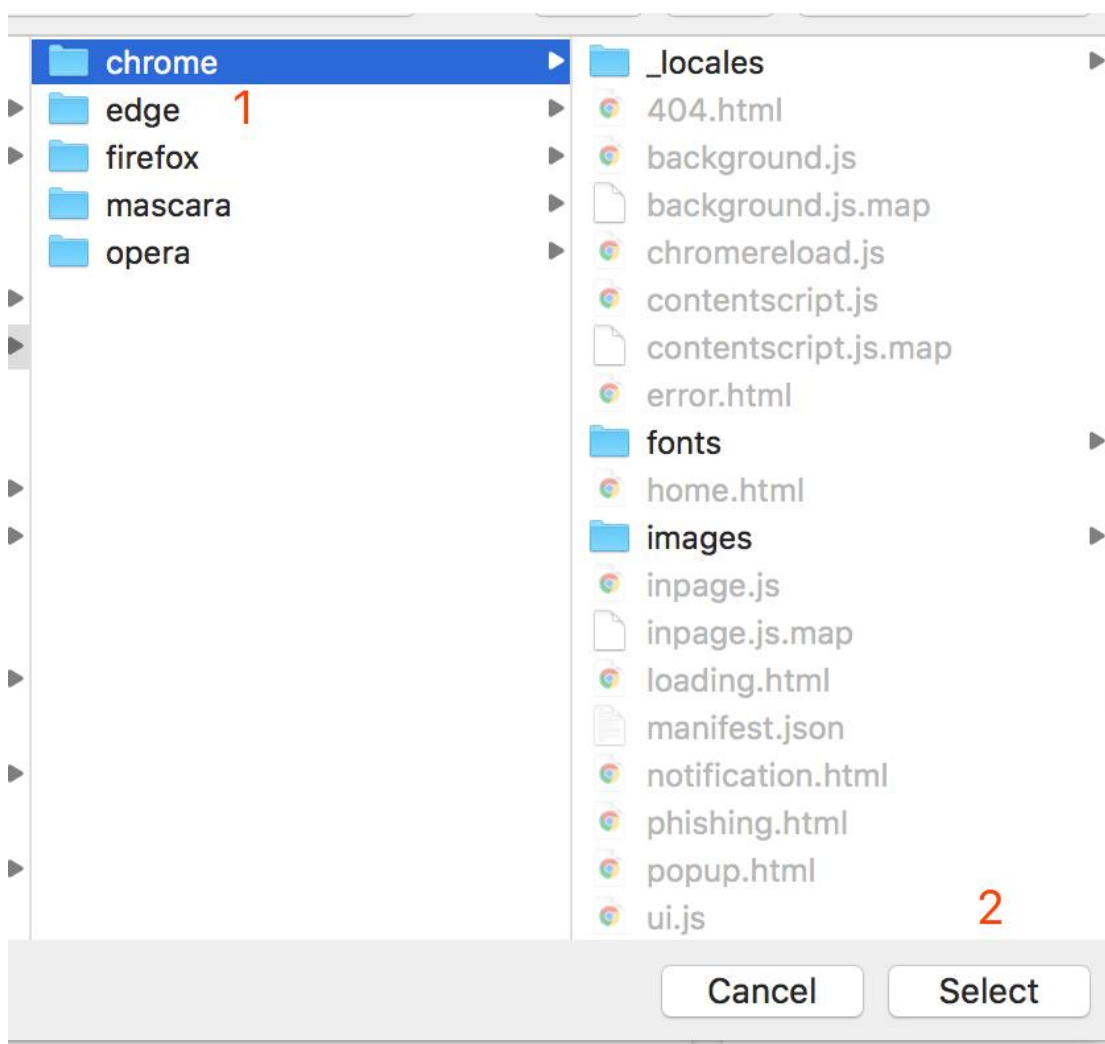 chrome
edge
1
firefox
mascara
opera
_locales
404.html
background.js
background.js.map
chromereload.js
contentscript.js
contentscript.js.map
error.html
fonts
home.html
images
inpage.js
inpage.js.map
loading.html
manifest.json
notification.html
phishing.html
popup.html
ui.js
2
Cancel
Select